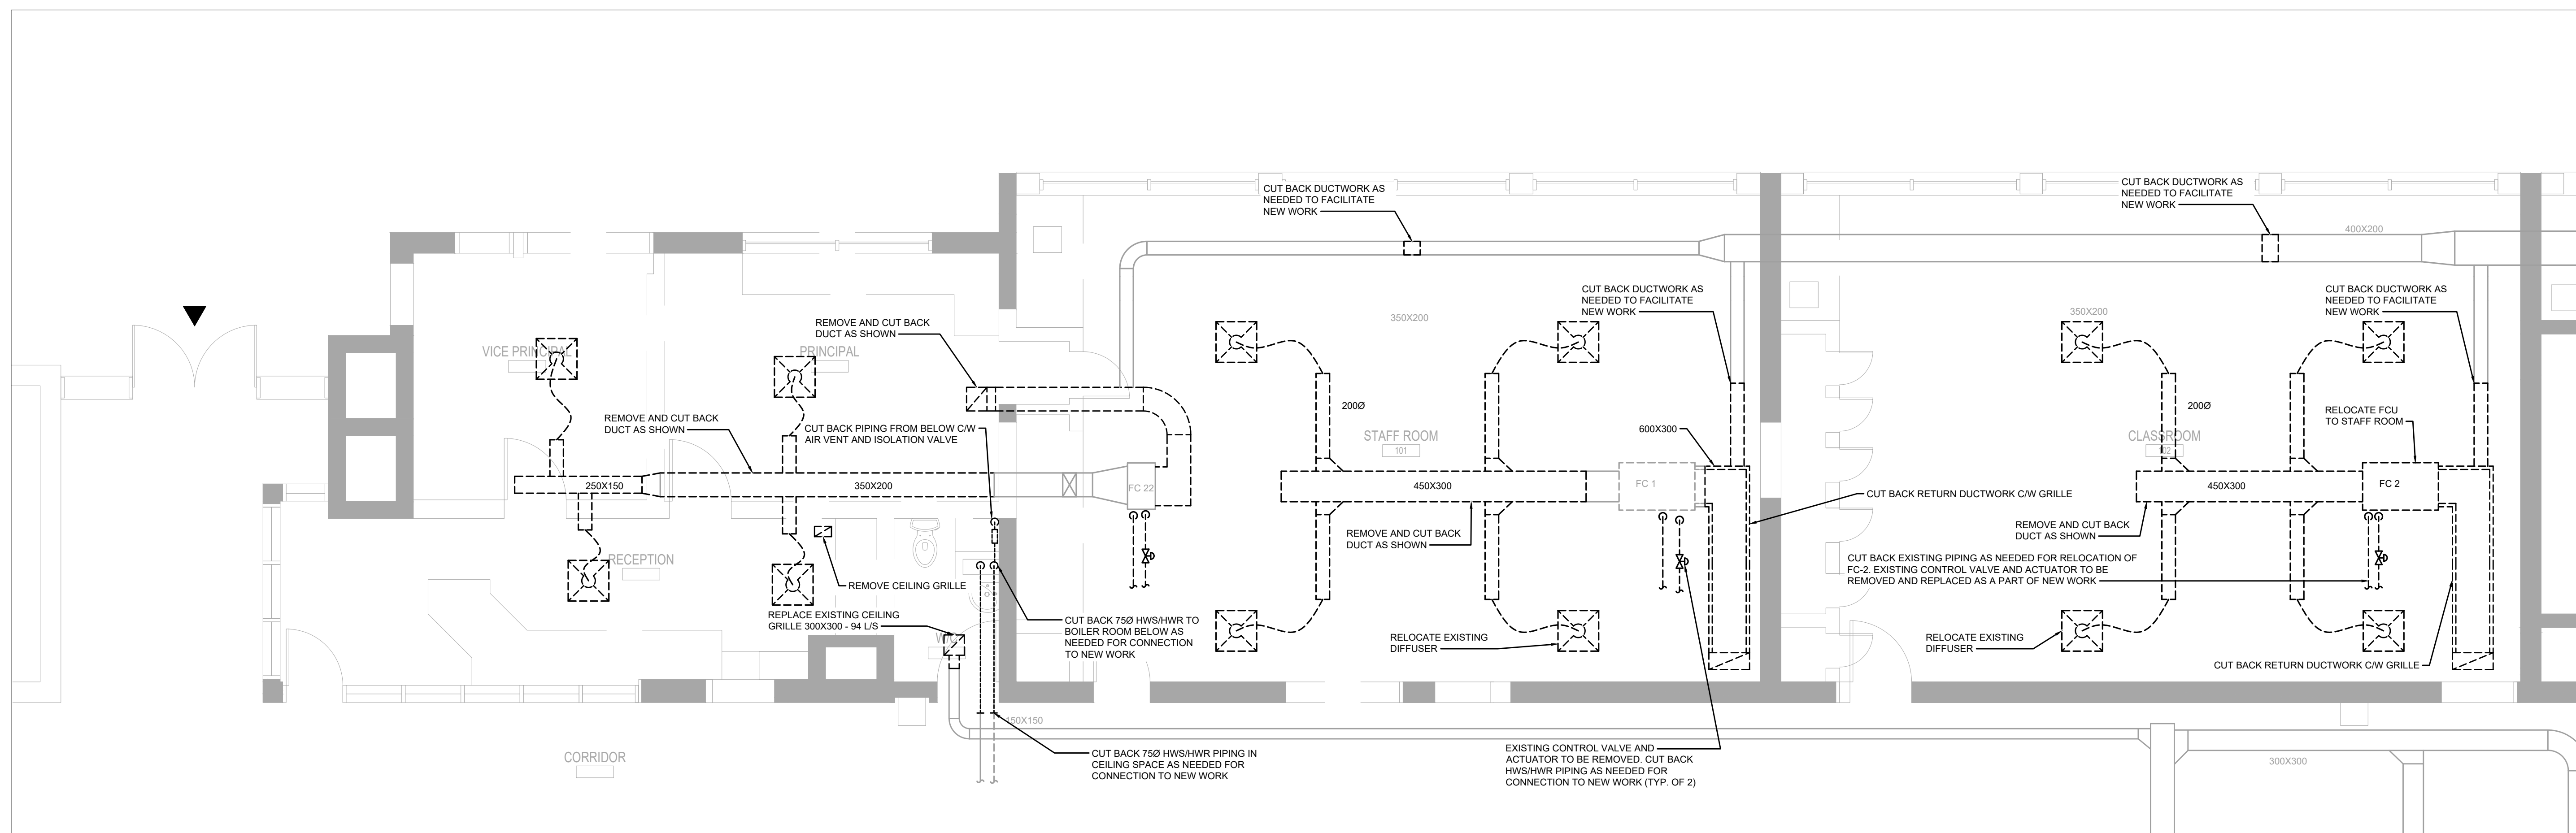 CUT BACK DUCTWORK AS
NEEDED TO FACILITATE
NEW WORK
CUT BACK DUCTWORK AS
NEEDED TO FACILITATE
NEW WORK
400X200
CUT BACK DUCTWORK AS
NEEDED TO FACILITATE
NEW WORK
CUT BACK DUCTWORK AS
NEEDED TO FACILITATE
NEW WORK
350X200
350X200
REMOVE AND CUT BACK
DUCT AS SHOWN
VICE PRINCIPAL
PRINCIPAL
200Ø
200Ø
RELOCATE FCU
TO STAFF ROOM
REMOVE AND CUT BACK
DUCT AS SHOWN
CUT BACK PIPING FROM BELOW C/W
AIR VENT AND ISOLATION VALVE
STAFF ROOM
101
600X300
CLASSROOM
102
250X150
350X200
FC 22
450X300
FC 1
450X300
FC 2
CUT BACK RETURN DUCTWORK C/W GRILLE
REMOVE AND CUT BACK
DUCT AS SHOWN
REMOVE AND CUT BACK
DUCT AS SHOWN
RECEPTION
REMOVE CEILING GRILLE
CUT BACK EXISTING PIPING AS NEEDED FOR RELOCATION OF
FC-2. EXISTING CONTROL VALVE AND ACTUATOR TO BE
REMOVED AND REPLACED AS A PART OF NEW WORK
REPLACE EXISTING CEILING
GRILLE 300X300 - 94 L/S
CUT BACK 75Ø HWS/HWR TO
BOILER ROOM BELOW AS
NEEDED FOR CONNECTION
TO NEW WORK
RELOCATE EXISTING
DIFFUSER
RELOCATE EXISTING
DIFFUSER
CUT BACK RETURN DUCTWORK C/W GRILLE
150X150
CORRIDOR
CUT BACK 75Ø HWS/HWR PIPING IN
CEILING SPACE AS NEEDED FOR
CONNECTION TO NEW WORK
EXISTING CONTROL VALVE AND
ACTUATOR TO BE REMOVED. CUT BACK
HWS/HWR PIPING AS NEEDED FOR
CONNECTION TO NEW WORK (TYP. OF 2)
300X300